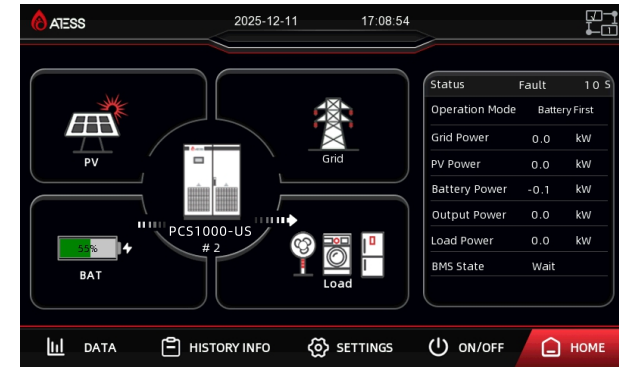 ATESS
2025-12-11 17:08:54
1
PV
Grid
PCS1000-US
# 2
55%
BAT
Load
Status Fault 10 S
Operation Mode Battery First
Grid Power 0.0 kW
PV Power 0.0 kW
Battery Power -0.1 kW
Output Power 0.0 kW
Load Power 0.0 kW
BMS State Wait
DATA
HISTORY INFO
SETTINGS
ON/OFF
HOME